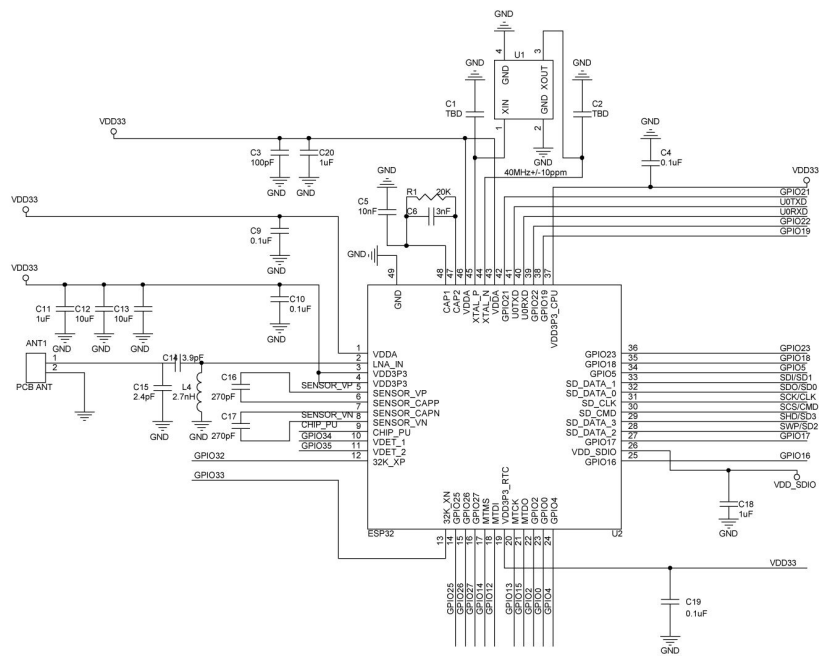 GND
4
U1
3
GND
GND
GND
XOUT
XIN
GND
C1
TBD
C2
TBD
1
2
GND
VDD33
C3
100pF
C20
1uF
GND
GND
GND
C4
0.1uF
40MHz+/-10ppm
VDD33
GND
R1
20K
C5
10nF
C6
3nF
GPIO21
U0TXD
U0RXD
GPIO22
GPIO19
VDD33
C9
0.1uF
GND
GND
49
48
47
46
45
44
43
42
41
40
39
38
37
GND
CAP1
CAP2
VDDA
XTAL_P
XTAL_N
VDDA
GPIO21
U0TXD
U0RXD
GPIO22
GPIO19
VDD3P3_CPU
VDD33
C11
1uF
C12
10uF
C13
10uF
C10
0.1uF
GND
GND
GND
GND
ANT1
1
2
PCB ANT
C14
3.9pF
C15
2.4pF
L4
2.7nH
GND
GND
C16
270pF
C17
270pF
SENSOR_VP
SENSOR_VN
CHIP_PU
GPIO34
GPIO35
GPIO32
GPIO33
1 VDDA
2 LNA_IN
3 VDD3P3
4 VDD3P3
5 SENSOR_VP
6 SENSOR_CAPP
7 SENSOR_CAPN
8 SENSOR_VN
9 CHIP_PU
10 VDET_1
11 VDET_2
12 32K_XP
GPIO23 36 GPIO23
GPIO18 35 GPIO18
GPIO5 34 GPIO5
SD_DATA_1 33 SDI/SD1
SD_DATA_0 32 SDO/SD0
SD_CLK 31 SCK/CLK
SD_CMD 30 SCS/CMD
SD_DATA_3 29 SHD/SD3
SD_DATA_2 28 SWP/SD2
GPIO17 27 GPIO17
VDD_SDIO 26
GPIO16 25 GPIO16
VDD_SDIO
C18
1uF
GND
32K_XN
GPIO25
GPIO26
GPIO27
MTMS
MTDI
VDD3P3_RTC
MTCK
MTDO
GPIO2
GPIO0
GPIO4
ESP32
U2
13
14
15
16
17
18
19
20
21
22
23
24
GPIO25
GPIO26
GPIO27
GPIO14
GPIO12
GPIO13
GPIO15
GPIO2
GPIO0
GPIO4
VDD33
C19
0.1uF
GND